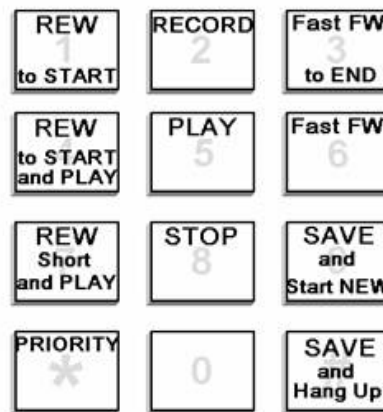 REW
1
to START
RECORD
2
Fast FW
3
to END
REW
to START
and PLAY
PLAY
5
Fast FW
6
REW
Short
and PLAY
STOP
8
SAVE
and
Start NEW
PRIORITY
*
0
SAVE
and
Hang Up